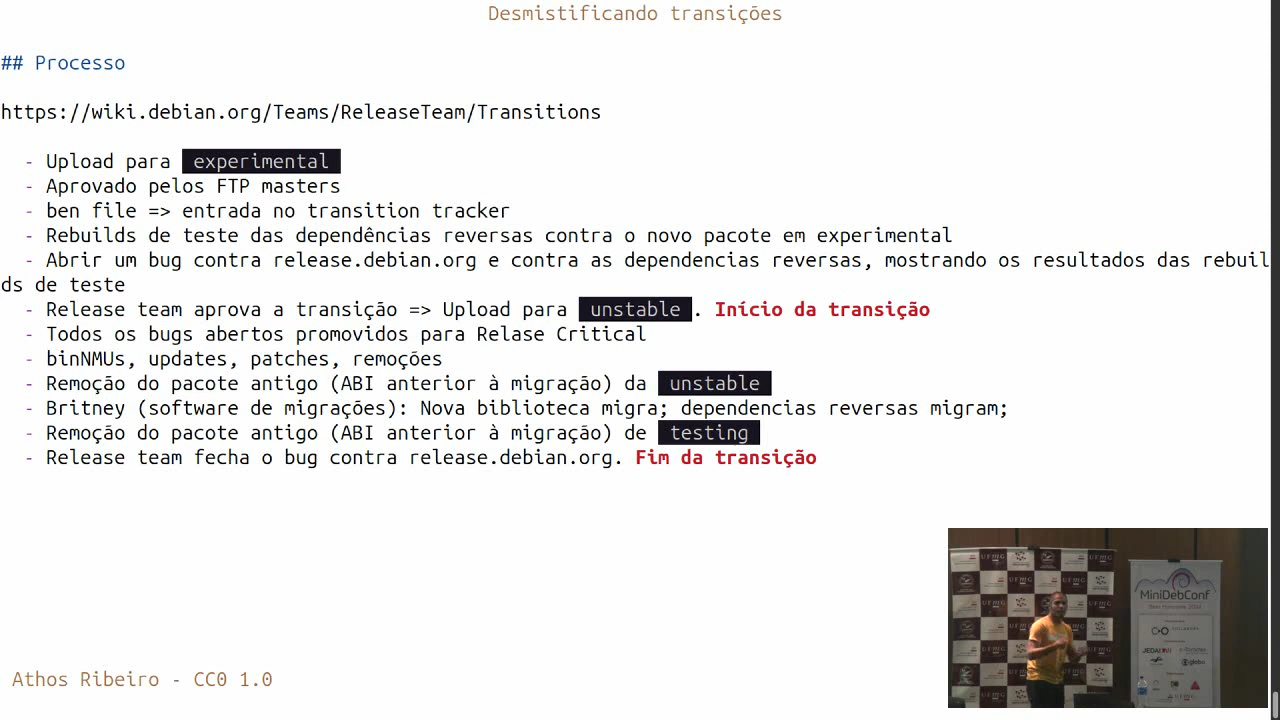 Desmistificando transições
## Processo
https://wiki.debian.org/Teams/ReleaseTeam/Transitions
- Upload para experimental
- Aprovado pelos FTP masters
- ben file => entrada no transition tracker
- Rebuilds de teste das dependências reversas contra o novo pacote em experimental
- Abrir um bug contra release.debian.org e contra as dependencias reversas, mostrando os resultados das rebuil
ds de teste
- Release team aprova a transição => Upload para unstable. Início da transição
- Todos os bugs abertos promovidos para Relase Critical
- binNMUs, updates, patches, remoções
- Remoção do pacote antigo (ABI anterior à migração) da unstable
- Britney (software de migrações): Nova biblioteca migra; dependencias reversas migram;
- Remoção do pacote antigo (ABI anterior à migração) de testing
- Release team fecha o bug contra release.debian.org. Fim da transição
UFMG
MiniDebConf
Athos Ribeiro - CC0 1.0